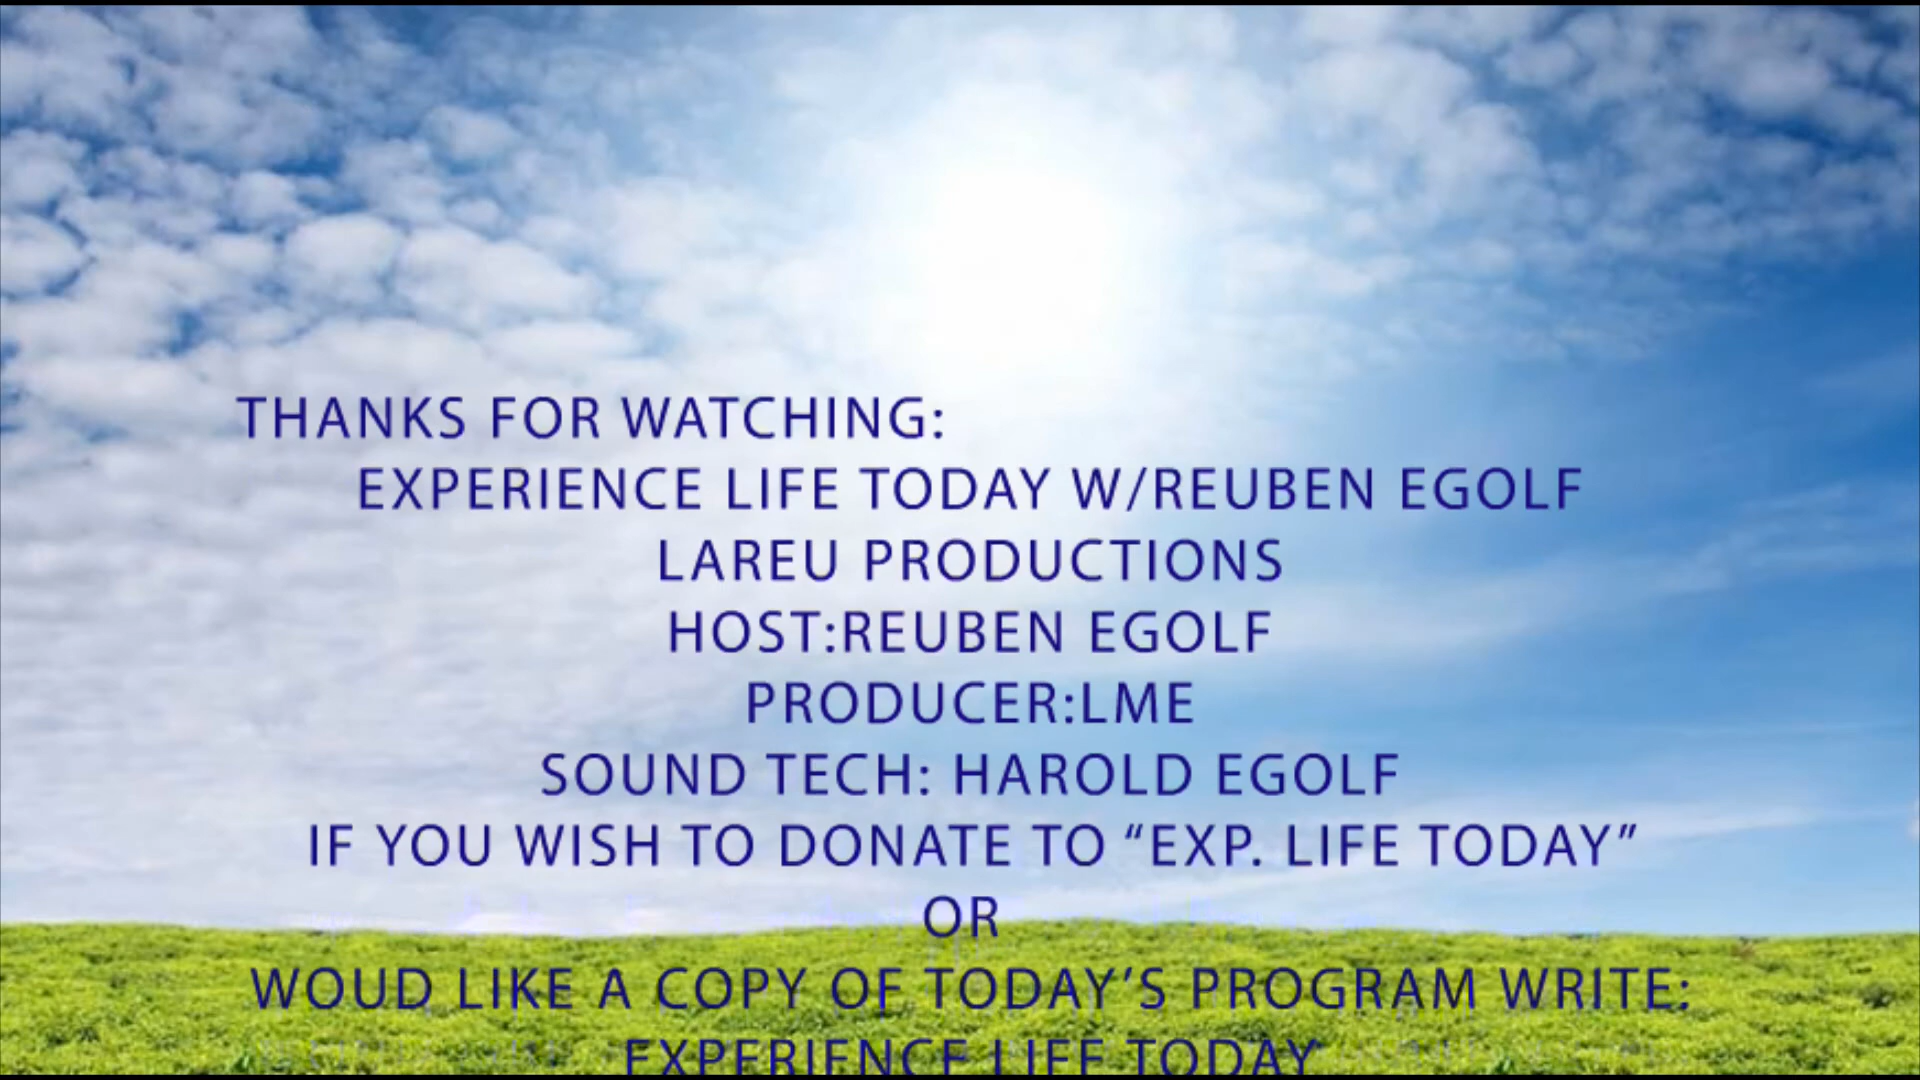 THANKS FOR WATCHING:
EXPERIENCE LIFE TODAY W/REUBEN EGOLF
LAREU PRODUCTIONS
HOST:REUBEN EGOLF
PRODUCER:LME
SOUND TECH: HAROLD EGOLF
IF YOU WISH TO DONATE TO “EXP. LIFE TODAY”
OR
WOUD LIKE A COPY OF TODAY’S PROGRAM WRITE:
EXPERIENCE LIFE TODAY